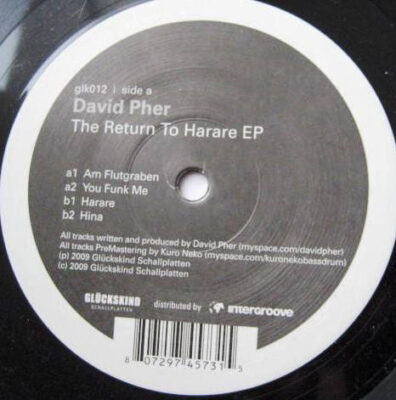 glk012 | side a
David Pher
The Return To Harare EP
a1 Am Flutgraben
a2 You Funk Me
b1 Harare
b2 Hina
All tracks written and produced by David Pher (myspace.com/davidpher)
All tracks PreMastering by Kuro Neko (myspace.com/kuronekobassdrum)
(p) 2009 Glückskind Schallplatten
(c) 2009 Glückskind Schallplatten
GLÜCKSKIND
SCHALLPLATTEN
distributed by intergroove
8 07297 45731 5